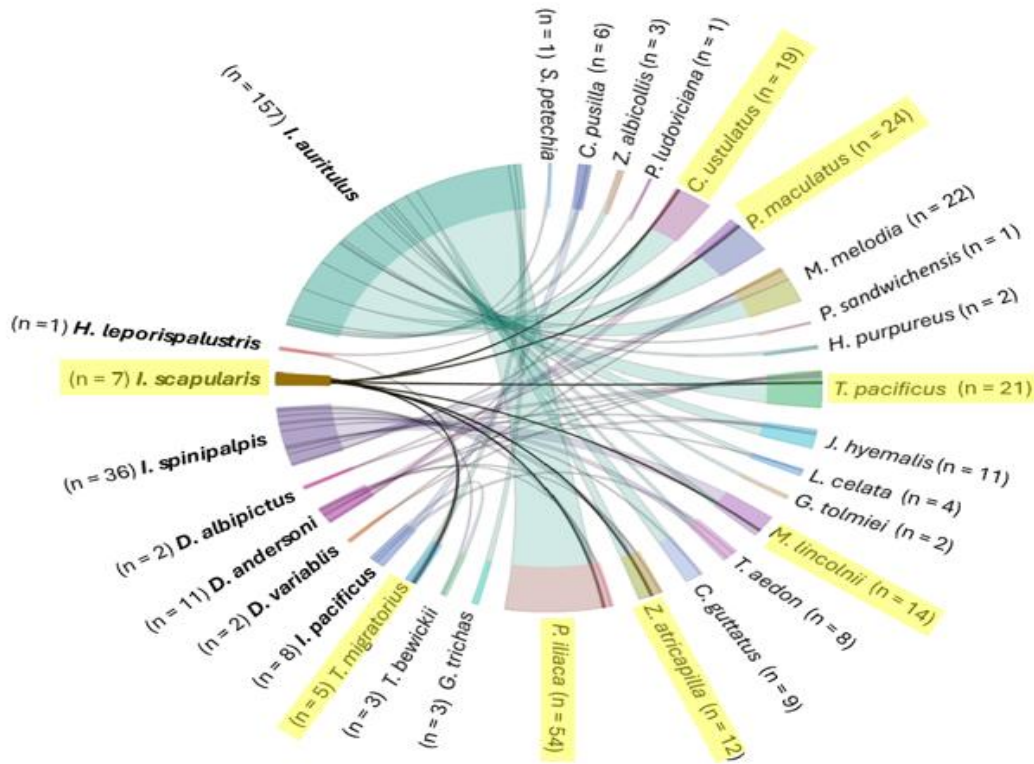 (n = 1) S. petechia
C. pusilla (n = 6)
Z. albicollis (n = 3)
P. ludoviciana (n = 1)
C. ustulatus (n = 19)
P. maculatus (n = 24)
M. melodia (n = 22)
P. sandwichensis (n = 1)
H. purpureus (n = 2)
T. pacificus (n = 21)
J. hyemalis (n = 11)
L. celata (n = 4)
G. tolmiei (n = 2)
M. lincolnii (n = 14)
T. aedon (n = 8)
C. guttatus (n = 9)
Z. atricapilla (n = 12)
P. iliaca (n = 54)
(n = 3) G. trichas
(n = 3) T. bewickii
(n = 5) T. migratorius
(n = 8) I. pacificus
(n = 2) D. variablis
(n = 11) D. andersoni
(n = 2) D. albipictus
(n = 36) I. spinipalpis
(n = 7) I. scapularis
(n =1) H. leporispalustris
(n = 157) I. auritulus